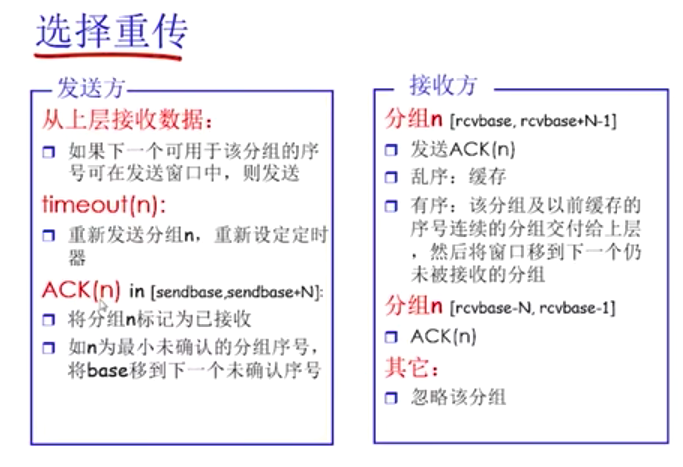 选择重传
发送方
从上层接收数据：
如果下一个可用于该分组的序
号可在发送窗口中，则发送
timeout(n):
重新发送分组n，重新设定定时
器
ACK(n) in [sendbase,sendbase+N]:
将分组n标记为已接收
如n为最小未确认的分组序号，
将base移到下一个未确认序号
接收方
分组n [rcvbase, rcvbase+N-1]
发送ACK(n)
乱序：缓存
有序：该分组及以前缓存的
序号连续的分组交付给上层
，然后将窗口移到下一个仍
未被接收的分组
分组n [rcvbase-N, rcvbase-1]
ACK(n)
其它：
忽略该分组